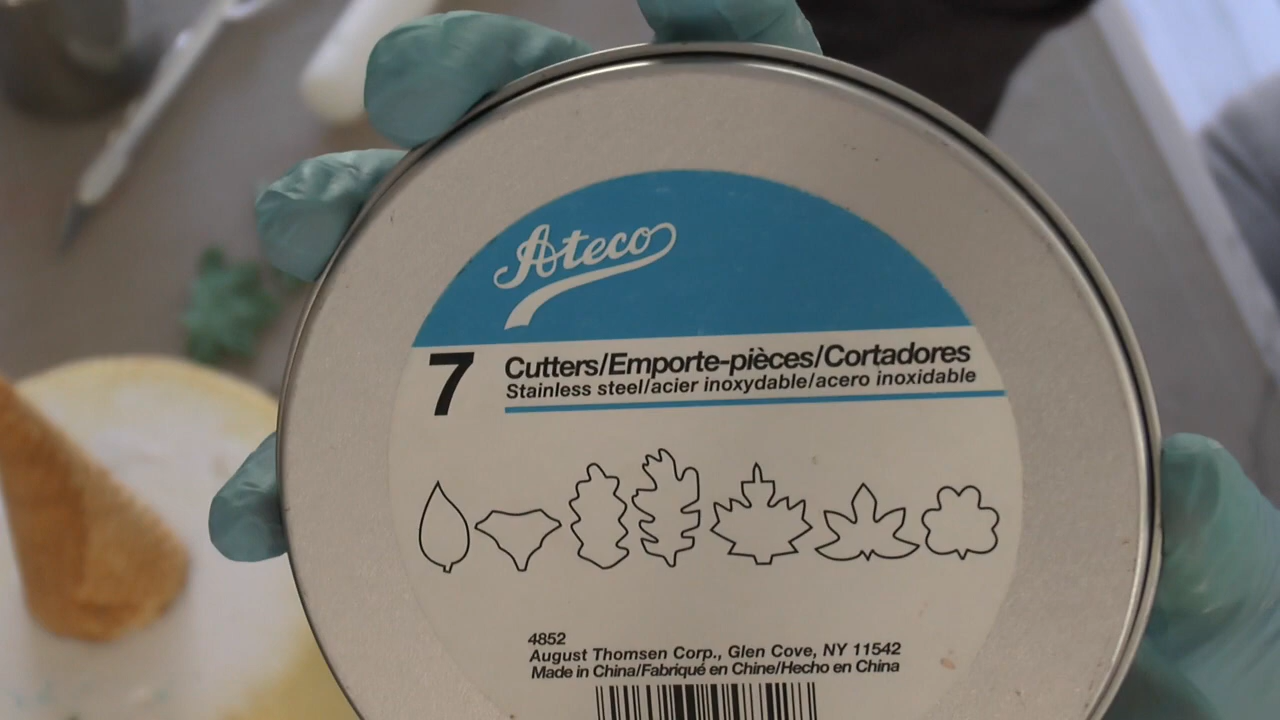 Ateco
7 Cutters/Emporte-pièces/Cortadores
Stainless steel/acier inoxydable/acero inoxidable
4852
August Thomsen Corp., Glen Cove, NY 11542
Made in China/Fabriqué en Chine/Hecho en China